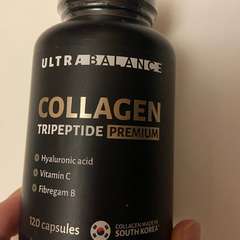 ULTRABALANCE
COLLAGEN
TRIPEPTIDE PREMIUM
Hyaluronic acid
Vitamin C
Fibregam B
120 capsules
COLLAGEN MADE IN
SOUTH KOREA*